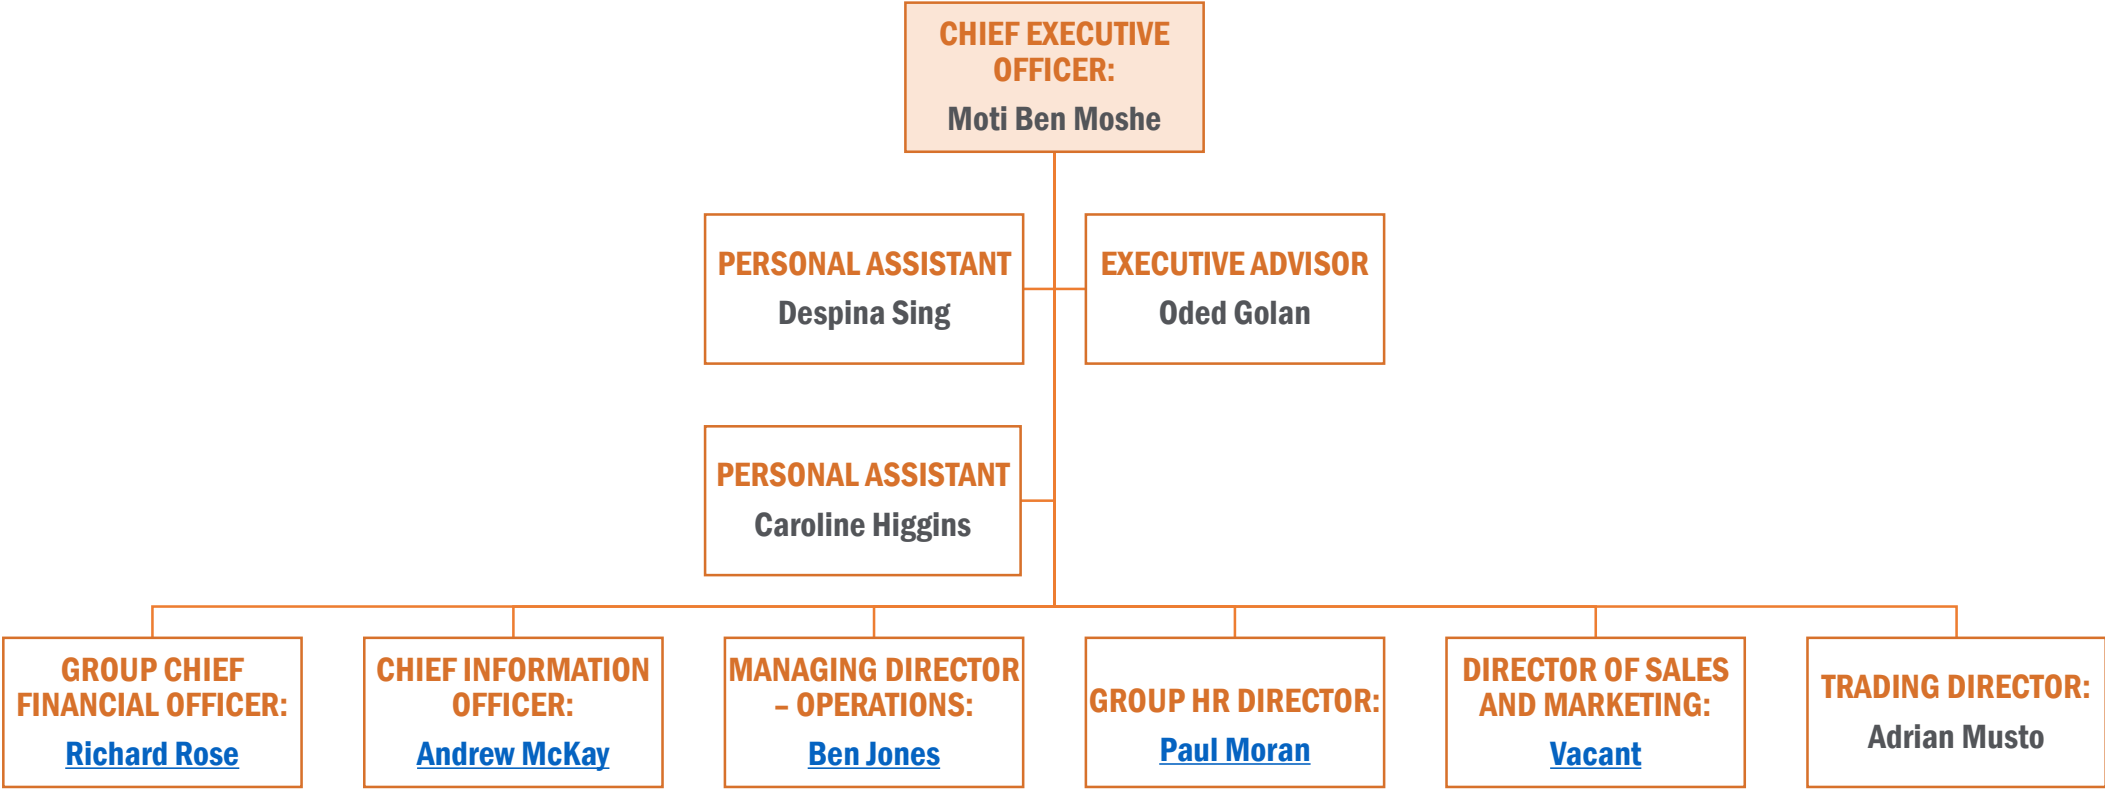 CHIEF EXECUTIVE
OFFICER:
Moti Ben Moshe
PERSONAL ASSISTANT
Despina Sing
EXECUTIVE ADVISOR
Oded Golan
PERSONAL ASSISTANT
Caroline Higgins
GROUP CHIEF
FINANCIAL OFFICER:
Richard Rose
CHIEF INFORMATION
OFFICER:
Andrew McKay
MANAGING DIRECTOR
– OPERATIONS:
Ben Jones
GROUP HR DIRECTOR:
Paul Moran
DIRECTOR OF SALES
AND MARKETING:
Vacant
TRADING DIRECTOR:
Adrian Musto